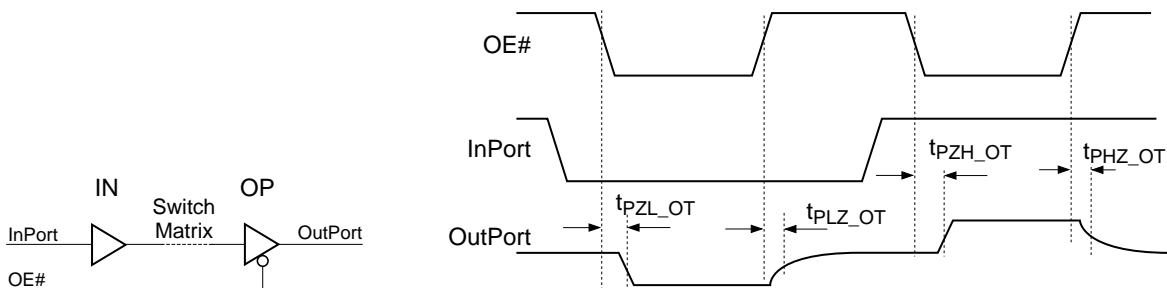 IN
OP
Switch
Matrix
InPort
OutPort
OE#
OE#
InPort
tPZH_OT
tPHZ_OT
tPZL_OT
tPLZ_OT
OutPort